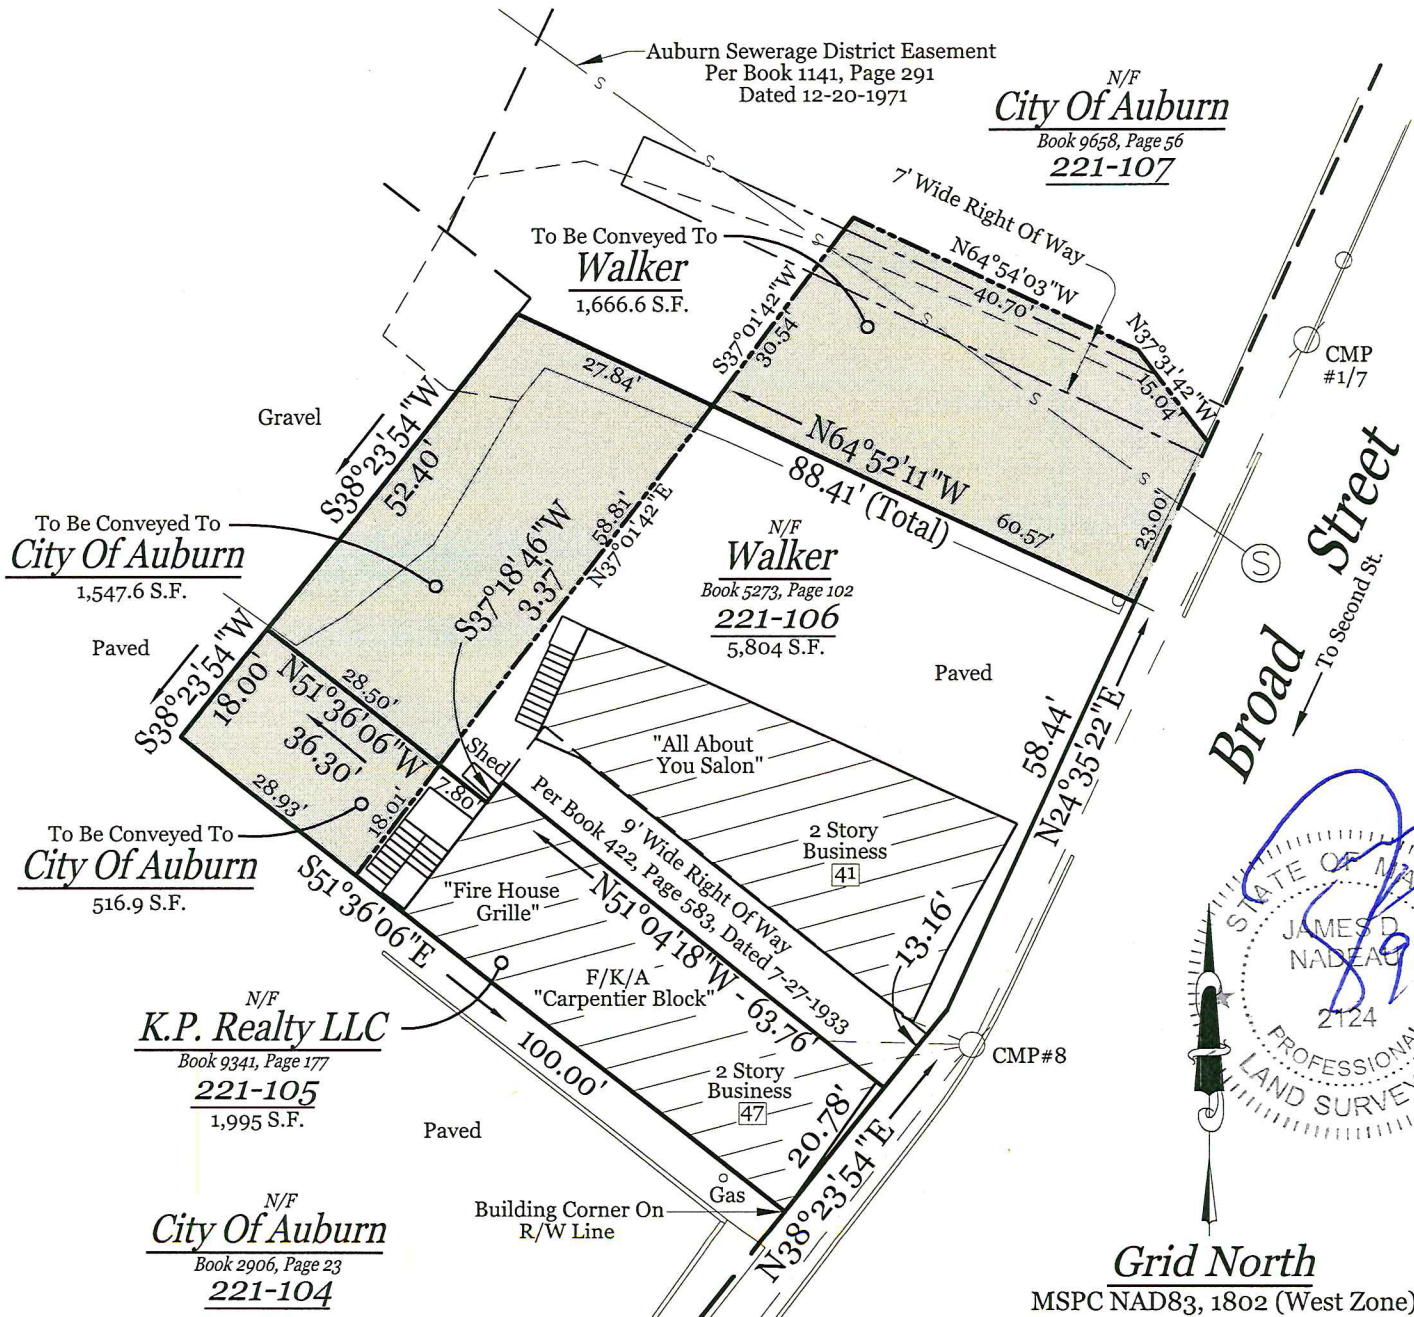 Auburn Sewerage District Easement
Per Book 1141, Page 291
Dated 12-20-1971
N/F
City Of Auburn
Book 9658, Page 56
221-107
7' Wide Right Of Way
To Be Conveyed To
Walker
1,666.6 S.F.
S37°01'42"W
30.54'
N64°54'03"W
40.70'
N37°31'42"W
15.04'
CMP
#1/7
27.84'
Gravel
S38°23'54"W
52.40'
N64°52'11"W
88.41' (Total)
60.57'
23.00"
S
S
S
S
S
S
S
Broad Street
To Second St.
To Be Conveyed To
City Of Auburn
1,547.6 S.F.
58.81'
N37°01'42"E
S37°18'46"W
3.37'
N/F
Walker
Book 5273, Page 102
221-106
5,804 S.F.
Paved
Paved
S38°23'54"W
18.00'
28.50'
N51°36'06"W
36.30'
28.93'
18.01'
7.80'
Shed
"All About
You Salon"
2 Story
Business
41
58.44'
N24°35'22"E
9' Wide Right Of Way
Per Book 422, Page 583, Dated 7-27-1933
N51°04'18"W - 63.76'
13.16'
To Be Conveyed To
City Of Auburn
516.9 S.F.
"Fire House
Grille"
F/K/A
"Carpentier Block"
S51°36'06"E
100.00'
N/F
K.P. Realty LLC
Book 9341, Page 177
221-105
1,995 S.F.
2 Story
Business
47
20.78'
N38°23'54"E
CMP#8
Paved
Gas
Building Corner On
R/W Line
N/F
City Of Auburn
Book 2906, Page 23
221-104
STATE OF MA
JAMES D.
NADEAU
2124
PROFESSIONAL
LAND SURVEY
Grid North
MSPC NAD83, 1802 (West Zone)